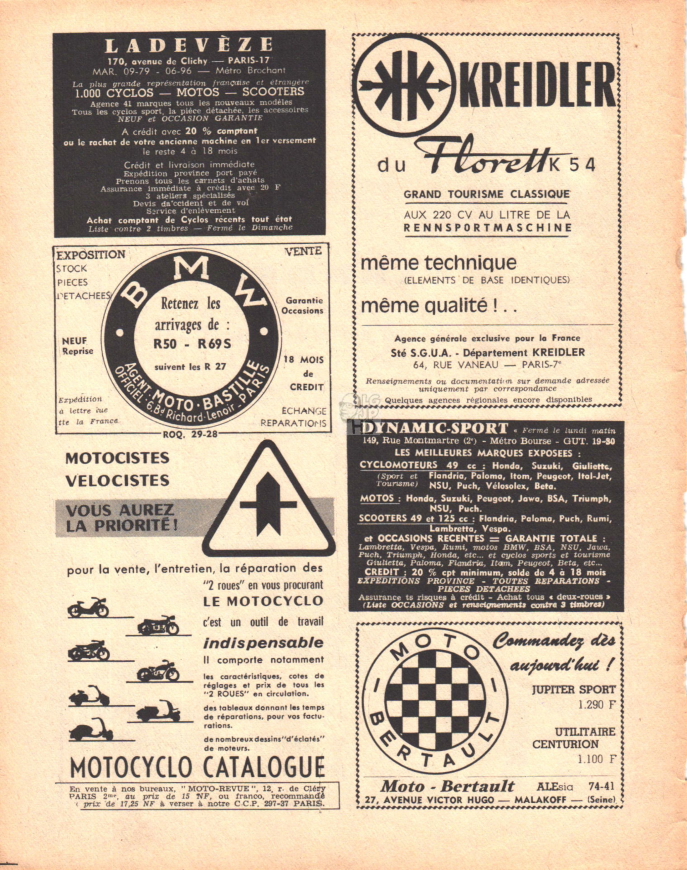 LADEVÈZE
170, avenue de Clichy — PARIS-17
MAR. 09-79 - 06-96 — Métro Brochant
La plus grande représentation française et étrangère
1.000 CYCLOS — MOTOS — SCOOTERS
Agence 41 marques tous les nouveaux modèles
Tous les cyclos sport, la pièce détachée, les accessoires
NEUF et OCCASION GARANTIE
A crédit avec 20 % comptant
ou le rachat de votre ancienne machine en 1er versement
le reste 4 à 18 mois
Crédit et livraison immédiate
Expédition province port payé
Prenons tous les carnets d'achats
Assurance immédiate à crédit avec 20 F
3 ateliers spécialisés
Devis d'accident et de vol
Service d'enlèvement
Achat comptant de Cyclos récents tout état
Liste contre 2 timbres — Fermé le Dimanche
EXPOSITION
STOCK
PIECES
DETACHEES
NEUF
Reprise
Expédition
a lettre lue
tte la France
BMW
Retenez les
arrivages de :
R50 - R69S
suivent les R 27
AGENT OFFICIEL MOTO-BASTILLE
6, Bd Richard-Lenoir-PARIS
ROQ. 29-28
VENTE
Garantie
Occasions
18 MOIS
de
CREDIT
ECHANGE
REPARATIONS
MOTOCISTES
VELOCISTES
VOUS AUREZ
LA PRIORITÉ !
pour la vente, l'entretien, la réparation des
"2 roues" en vous procurant
LE MOTOCYCLO
c'est un outil de travail
indispensable
Il comporte notamment
les caractéristiques, cotes de
réglages et prix de tous les
"2 ROUES" en circulation.
des tableaux donnant les temps
de réparations, pour vos factu-
rations.
de nombreux dessins "d'éclatés"
de moteurs.
MOTOCYCLO CATALOGUE
En vente à nos bureaux, "MOTO-REVUE", 12, r. de Cléry
PARIS 2me, au prix de 15 NF, ou franco, recommandé
prix de 17,25 NF à verser à notre C.C.P. 297-37 PARIS.
KREIDLER
du Florett K 54
GRAND TOURISME CLASSIQUE
AUX 220 CV AU LITRE DE LA
RENNSPORTMASCHINE
même technique
(ELEMENTS DE BASE IDENTIQUES)
même qualité ! . .
Agence générale exclusive pour la France
Sté S.G.U.A. - Département KREIDLER
64, RUE VANEAU — PARIS-7e
Renseignements ou documentation sur demande adressée
uniquement par correspondance
Quelques agences régionales encore disponibles
DYNAMIC-SPORT « Fermé le lundi matin
149, Rue Montmartre (2e) - Métro Bourse - GUT. 19-80
LES MEILLEURES MARQUES EXPOSEES :
CYCLOMOTEURS 49 cc : Honda, Suzuki, Giulietta,
(Sport et Tourisme) Flandria, Paloma, Itom, Peugeot, Ital-Jet,
NSU, Puch, Vélosolex, Beta.
MOTOS : Honda, Suzuki, Peugeot, Jawa, BSA, Triumph,
NSU, Puch.
SCOOTERS 49 et 125 cc : Flandria, Paloma, Puch, Rumi,
Lambretta, Vespa.
et OCCASIONS RECENTES = GARANTIE TOTALE :
Lambretta, Vespa, Rumi, motos BMW, BSA, NSU, Jawa,
Puch, Triumph, Honda, etc... et cyclos sports et tourisme
Giulietta, Paloma, Flandria, Itom, Peugeot, Beta, etc...
CREDIT : 20 % cpt minimum, solde de 4 à 18 mois
EXPEDITIONS PROVINCE - TOUTES REPARATIONS -
PIECES DETACHEES
Assurance ts risques à crédit - Achat tous « deux-roues »
(Liste OCCASIONS et renseignements contre 3 timbres)
MOTO BERTAULT
Commandez dès
aujourd'hui !
JUPITER SPORT
1.290 F
UTILITAIRE
CENTURION
1.100 F
Moto - Bertault ALEsia 74-41
27, AVENUE VICTOR HUGO — MALAKOFF — (Seine)